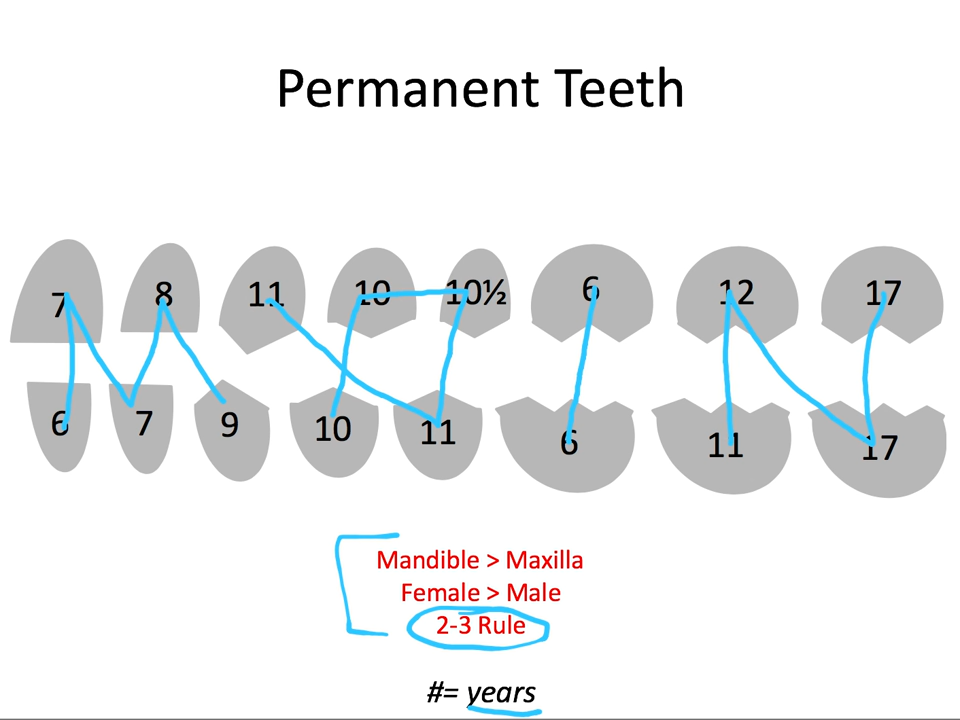 Permanent Teeth
7 8 11 10 10½ 6 12 17
6 7 9 10 11 6 11 17
Mandible > Maxilla
Female > Male
2-3 Rule
#= years